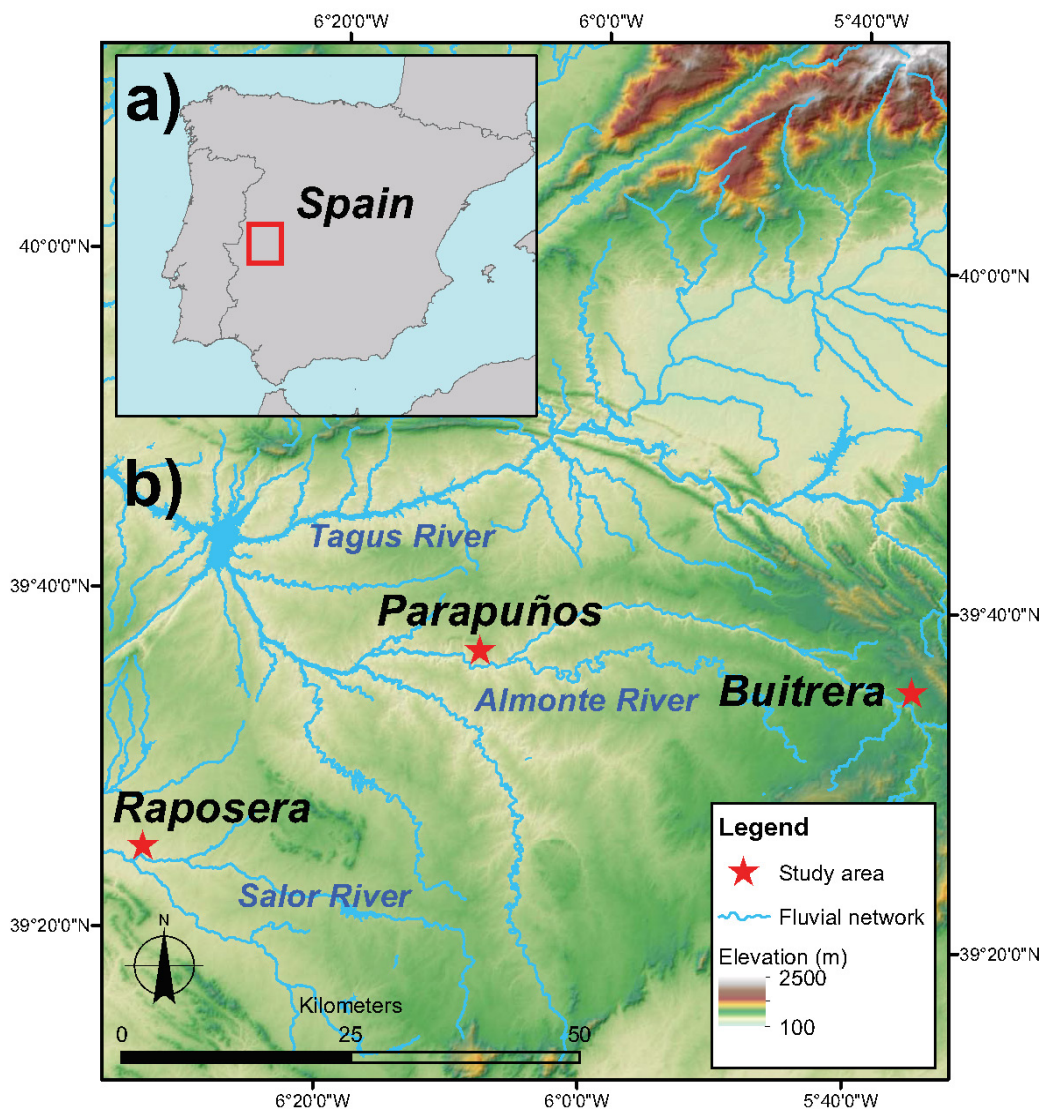 6°20'0"W
6°0'0"W
5°40'0"W
a)
Spain
40°0'0"N
40°0'0"N
b)
Tagus River
39°40'0"N
39°40'0"N
Parapuños
Almonte River
Buitrera
Raposera
Salor River
39°20'0"N
39°20'0"N
N
Kilometers
0
25
50
Legend
Study area
Fluvial network
Elevation (m)
2500
100
6°20'0"W
6°0'0"W
5°40'0"W